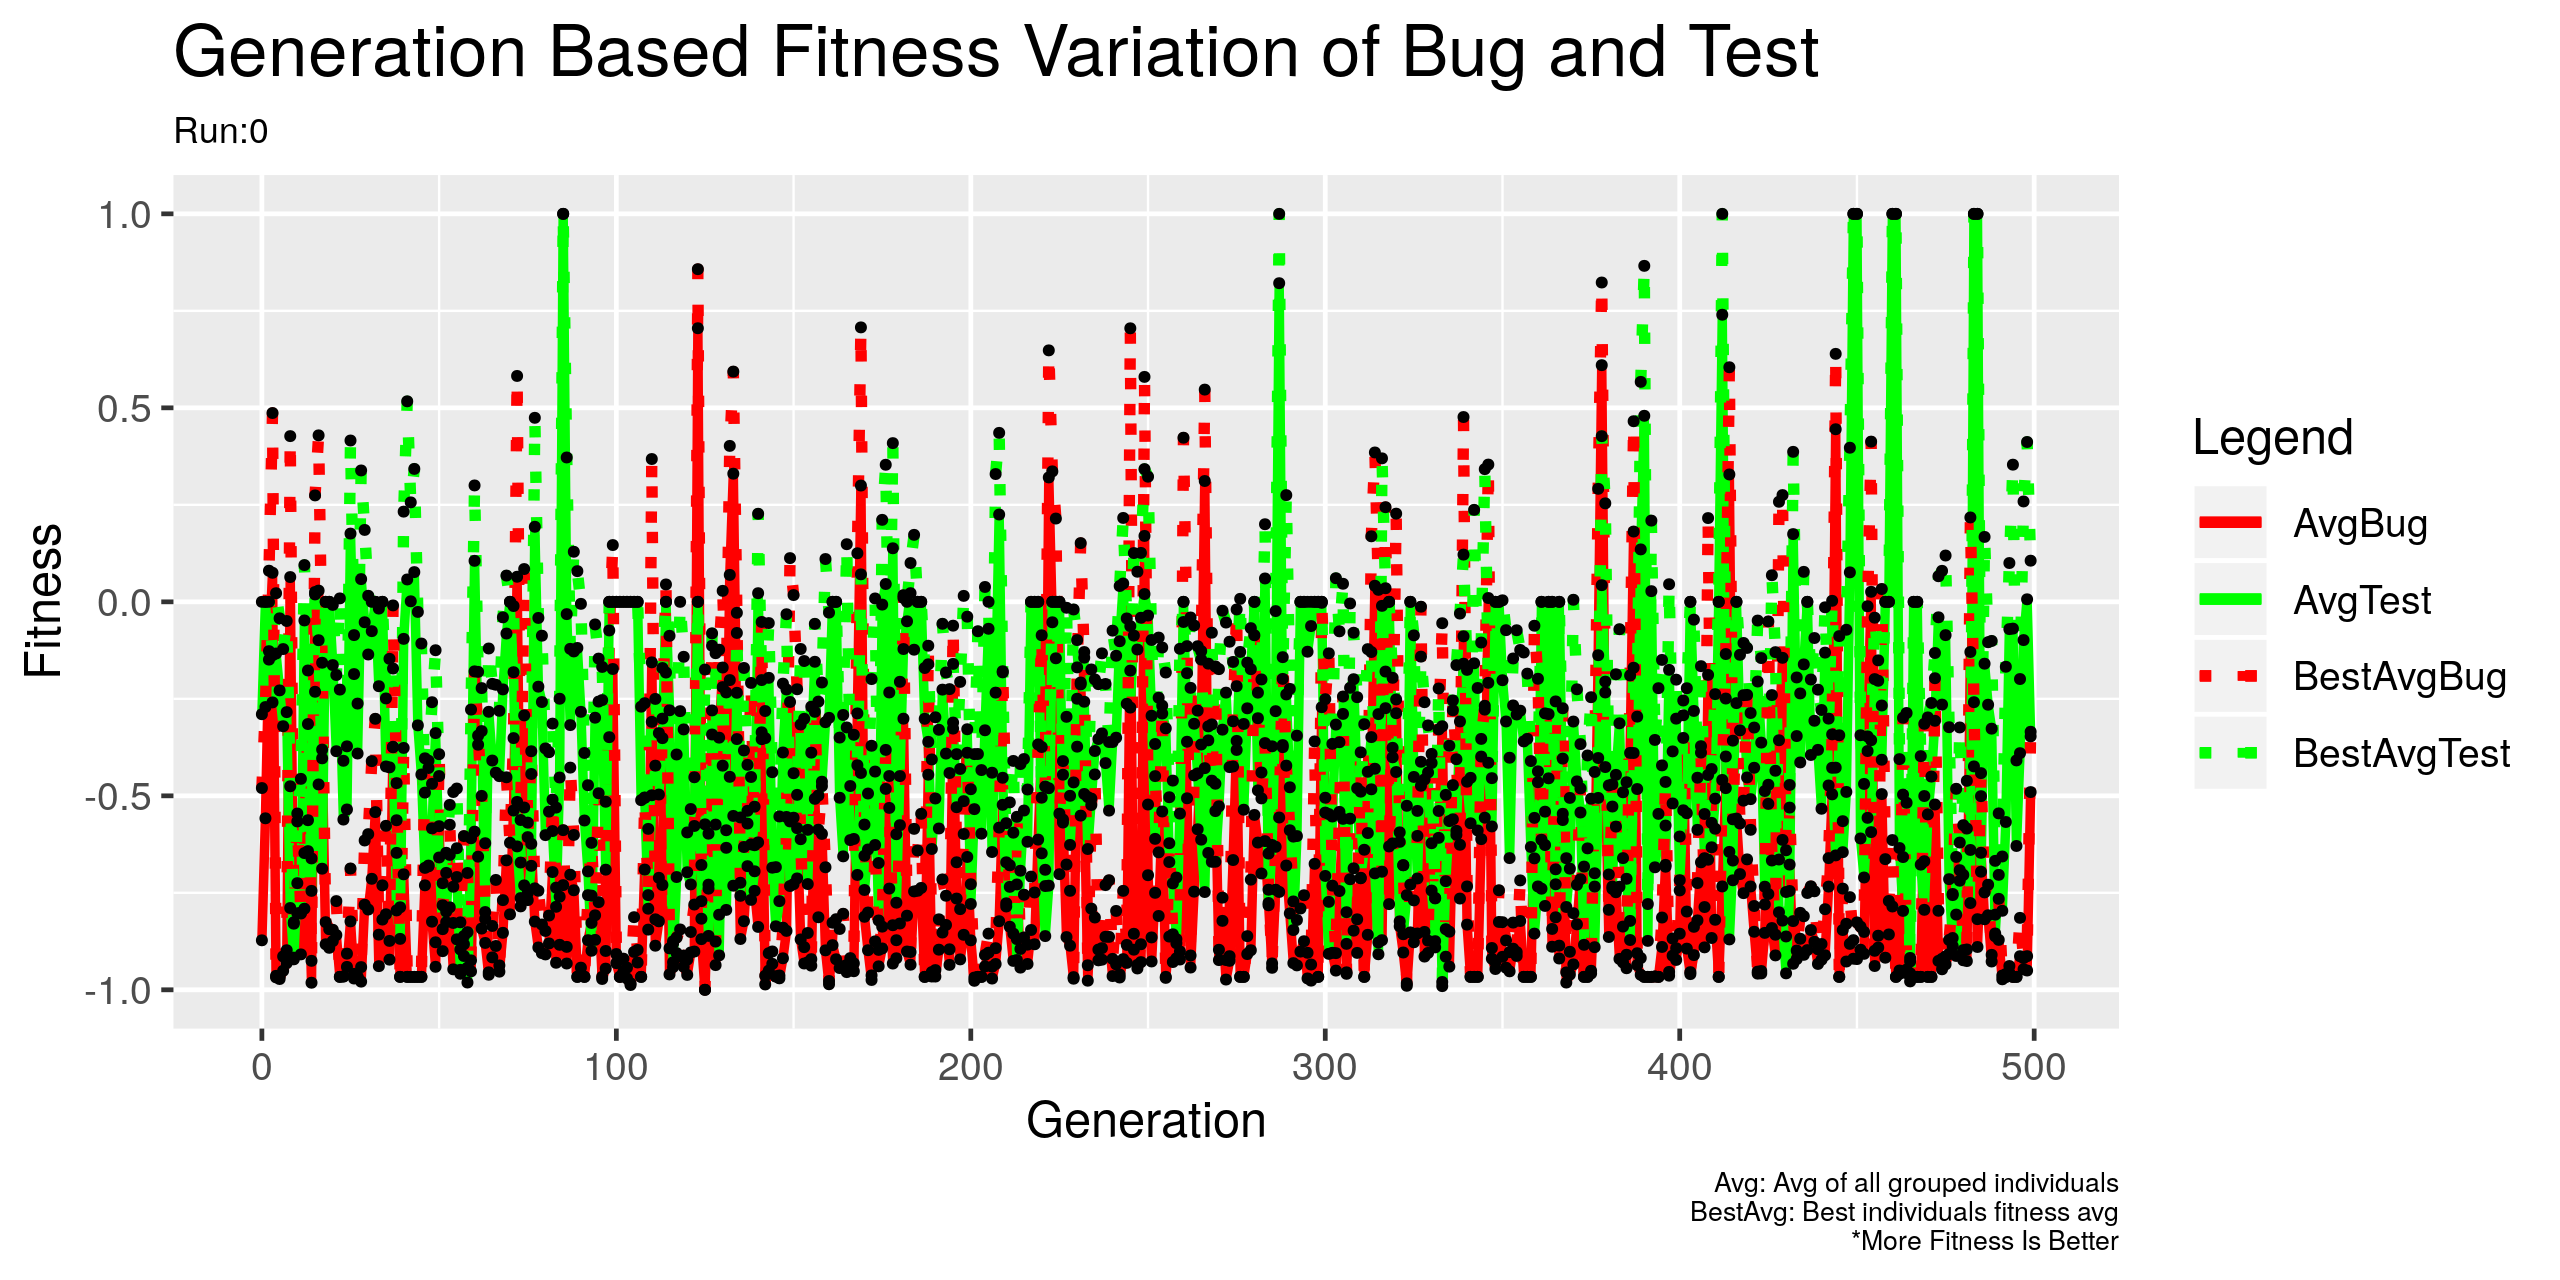 Generation Based Fitness Variation of Bug and Test
Run:0
Fitness
1.0
0.5
0.0
-0.5
-1.0
0 100 200 300 400 500
Generation
Legend
AvgBug
AvgTest
BestAvgBug
BestAvgTest
Avg: Avg of all grouped individuals
BestAvg: Best individuals fitness avg
*More Fitness Is Better